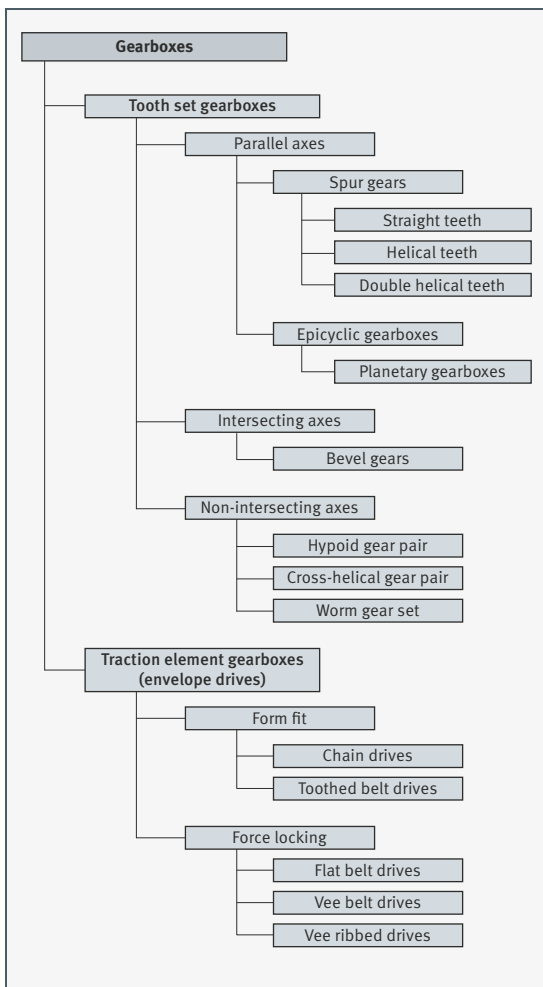 Gearboxes
Tooth set gearboxes
Parallel axes
Spur gears
Straight teeth
Helical teeth
Double helical teeth
Epicyclic gearboxes
Planetary gearboxes
Intersecting axes
Bevel gears
Non-intersecting axes
Hypoid gear pair
Cross-helical gear pair
Worm gear set
Traction element gearboxes
(envelope drives)
Form fit
Chain drives
Toothed belt drives
Force locking
Flat belt drives
Vee belt drives
Vee ribbed drives